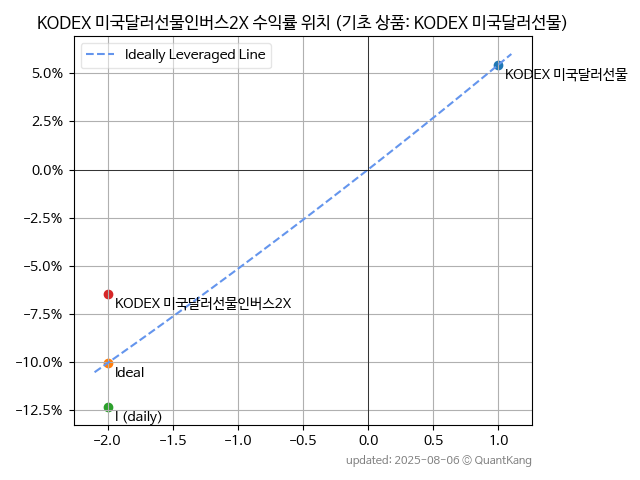 KODEX 미국달러선물인버스2X 수익률 위치 (기초 상품: KODEX 미국달러선물)
Ideally Leveraged Line
5.0%
KODEX 미국달러선물
2.5%
0.0%
−2.5%
−5.0%
KODEX 미국달러선물인버스2X
−7.5%
−10.0%
Ideal
−12.5%
I (daily)
−2.0 −1.5 −1.0 −0.5 0.0 0.5 1.0
updated: 2025-08-06 © QuantKang